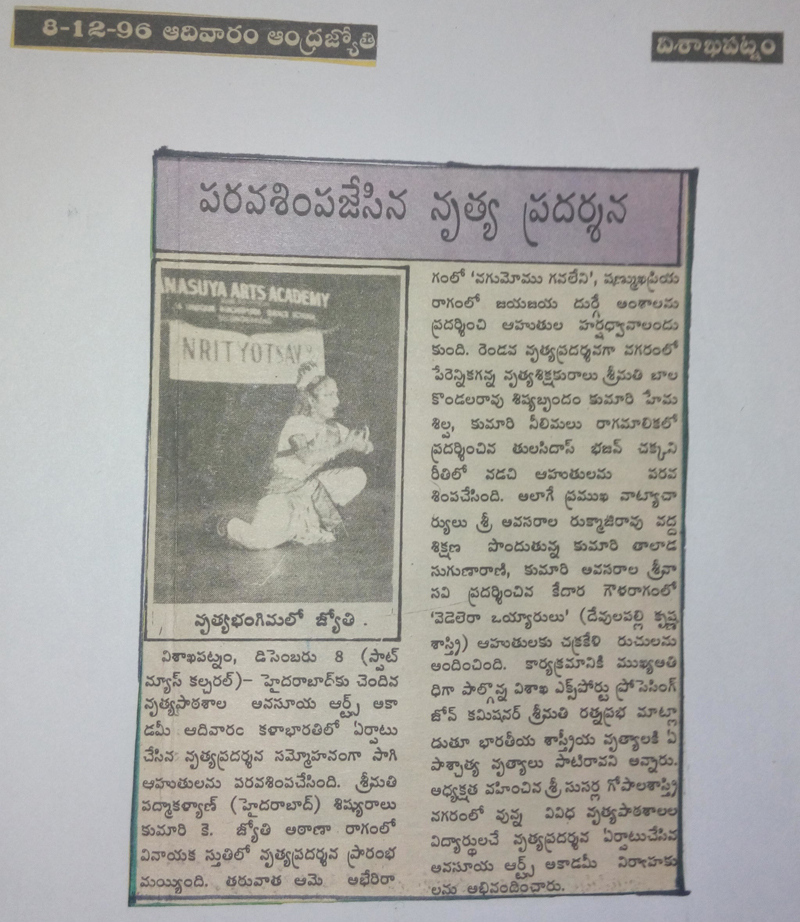 8-12-96 ఆదివారం ఆంధ్రజ్యోతి
విశాఖపట్నం
పరవశింపజేసిన నృత్య ప్రదర్శన
NASUYA ARTS ACADEMY
NRITYOTSAV
నృత్యభంగిమలో జ్యోతి .
విశాఖపట్నం, డిసెంబరు 8 (స్పాట్
న్యూస్ కల్చరల్)– హైదరాబాద్‌కు చెందిన
నృత్యపాఠశాల అనసూయ ఆర్ట్స్ అకా
డమీ ఆదివారం కళాభారతిలో ఏర్పాటు
చేసిన నృత్యప్రదర్శన సమ్మోహనంగా సాగి
ఆహుతులను పరవశింపచేసింది. శ్రీమతి
పద్మాకళ్యాణ్ (హైదరాబాద్) శిష్యురాలు
కుమారి కె. జ్యోతి అఠాణా రాగంలో
వినాయక స్తుతిలో నృత్యప్రదర్శన ప్రారంభ
మయ్యింది. తరువాత ఆమె అభేరిరా
గంలో 'నగుమోము గనలేని', షణ్ముఖప్రియ
రాగంలో జయజయ దుర్గే అంశాలను
ప్రదర్శించి ఆహుతుల హర్షధ్వానాలందు
కుంది. రెండవ నృత్యప్రదర్శనగా నగరంలో
పేరెన్నికగన్న నృత్యశిక్షకురాలు శ్రీమతి బాల
కొండలరావు శిష్యబృందం కుమారి హేమ
శిల్ప, కుమారి నీలిమలు రాగమాలికలో
ప్రదర్శించిన తులసిదాస్ భజన్ చక్కని
రీతిలో నడచి ఆహుతులను పరవ
శింపచేసింది. అలాగే ప్రముఖ నాట్యాచా
ర్యులు శ్రీ అవసరాల రుక్మాజీరావు వద్ద
శిక్షణ పొందుతున్న కుమారి తాలాడ
సుగుణారాణి, కుమారి అవసరాల శ్రీవా
సవి ప్రదర్శించిన కేదార గౌళరాగంలో
'వెడెలెరా ఒయ్యారులు' (దేవులపల్లి కృష్ణ
శాస్త్రి) ఆహుతులకు చక్రకేళి రుచులను
అందించింది. కార్యక్రమానికి ముఖ్యఅతి
ధిగా పాల్గొన్న విశాఖ ఎక్స్‌పోర్టు ప్రోసెసింగ్
జోన్ కమిషనర్ శ్రీమతి రత్నప్రభ మాట్లా
డుతూ భారతీయ శాస్త్రీయ నృత్యాలకి ఏ
పాశ్చాత్య నృత్యాలు సాటిరావని అన్నారు.
అధ్యక్షత వహించిన శ్రీ సుసర్ల గోపాలశాస్త్రి
నగరంలో వున్న వివిధ నృత్యపాఠశాలల
విద్యార్థులచే నృత్యప్రదర్శన ఏర్పాటుచేసిన
అనసూయ ఆర్ట్స్ అకాడమీ నిర్వాహకు
లను అభినందించారు.